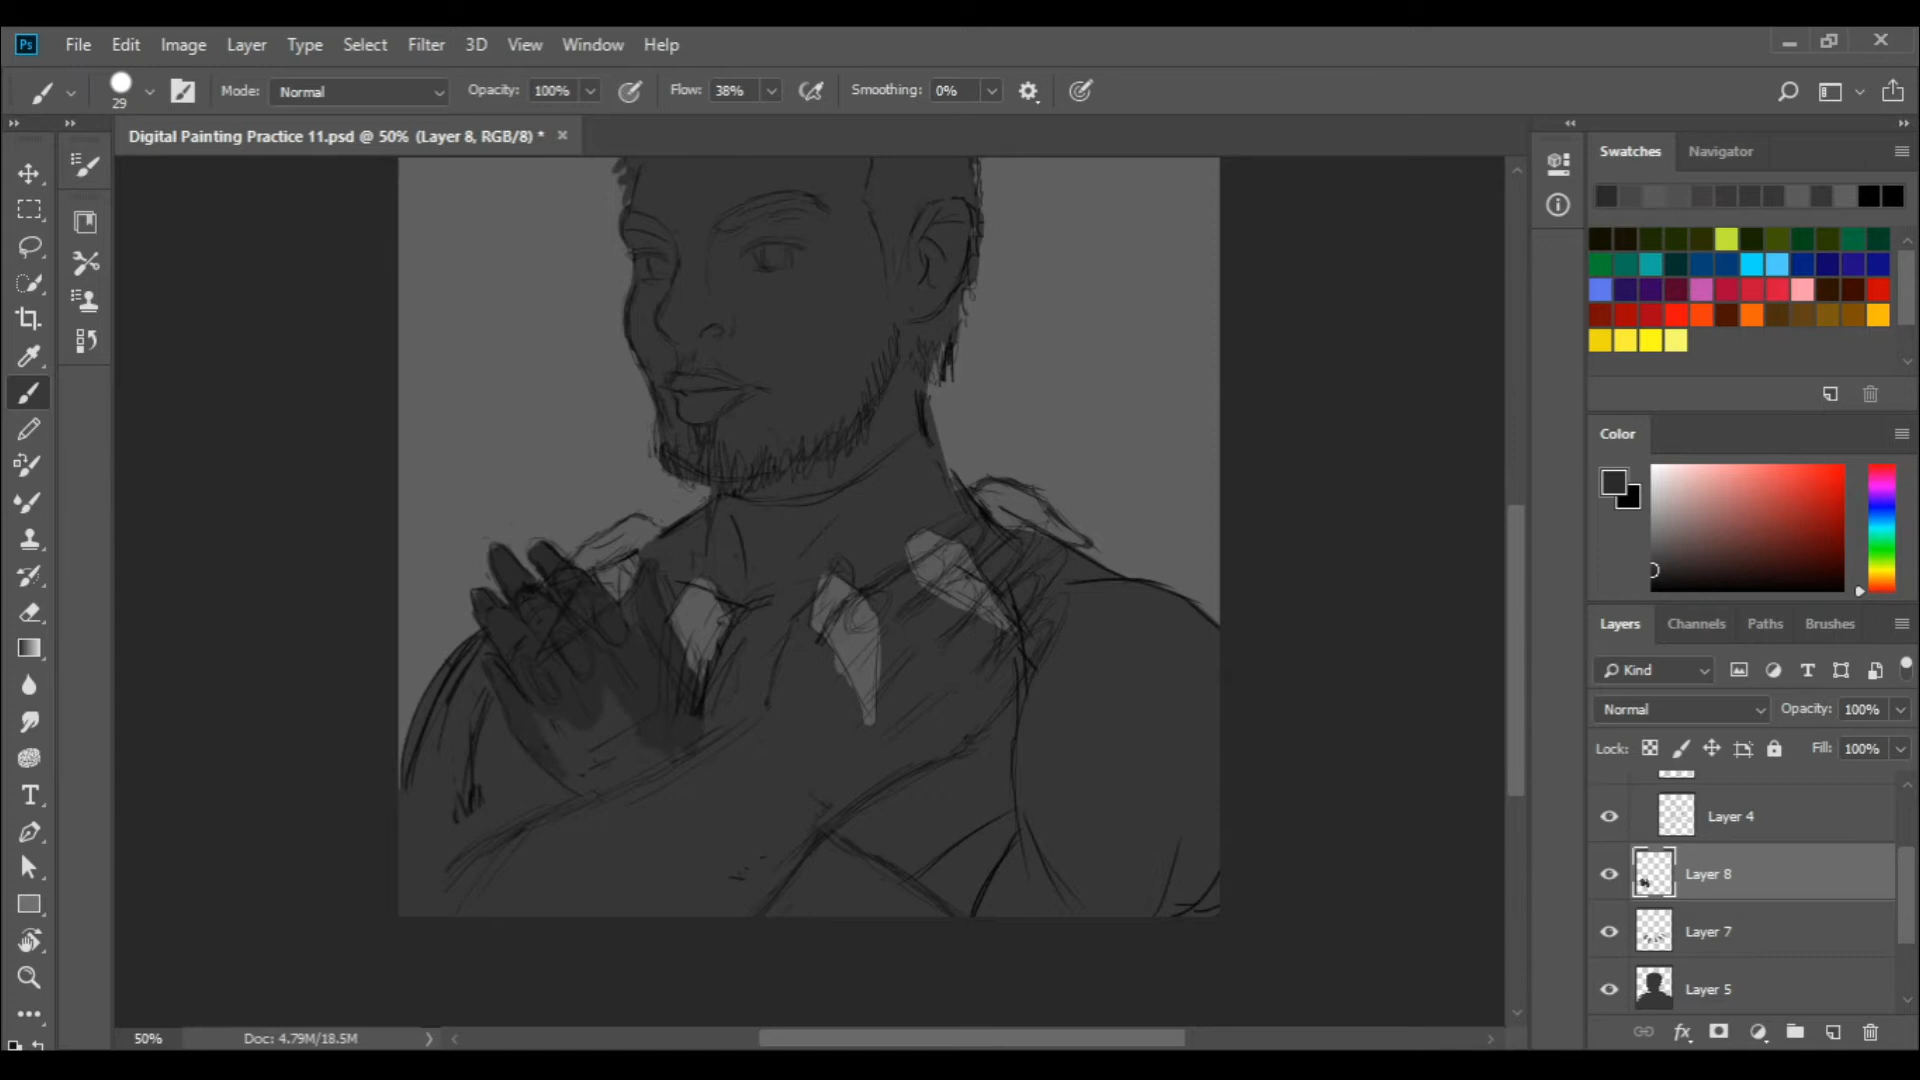 Ps File Edit Image Layer Type Select Filter 3D View Window Help
29 Mode: Normal Opacity: 100% Flow: 38% Smoothing: 0%
Digital Painting Practice 11.psd @ 50% (Layer 8, RGB/8) *
Swatches Navigator
Color
Layers Channels Paths Brushes
Kind
Normal Opacity: 100%
Lock: Fill: 100%
Layer 4
Layer 8
Layer 7
Layer 5
fx
T
50% Doc: 4.79M/18.5M